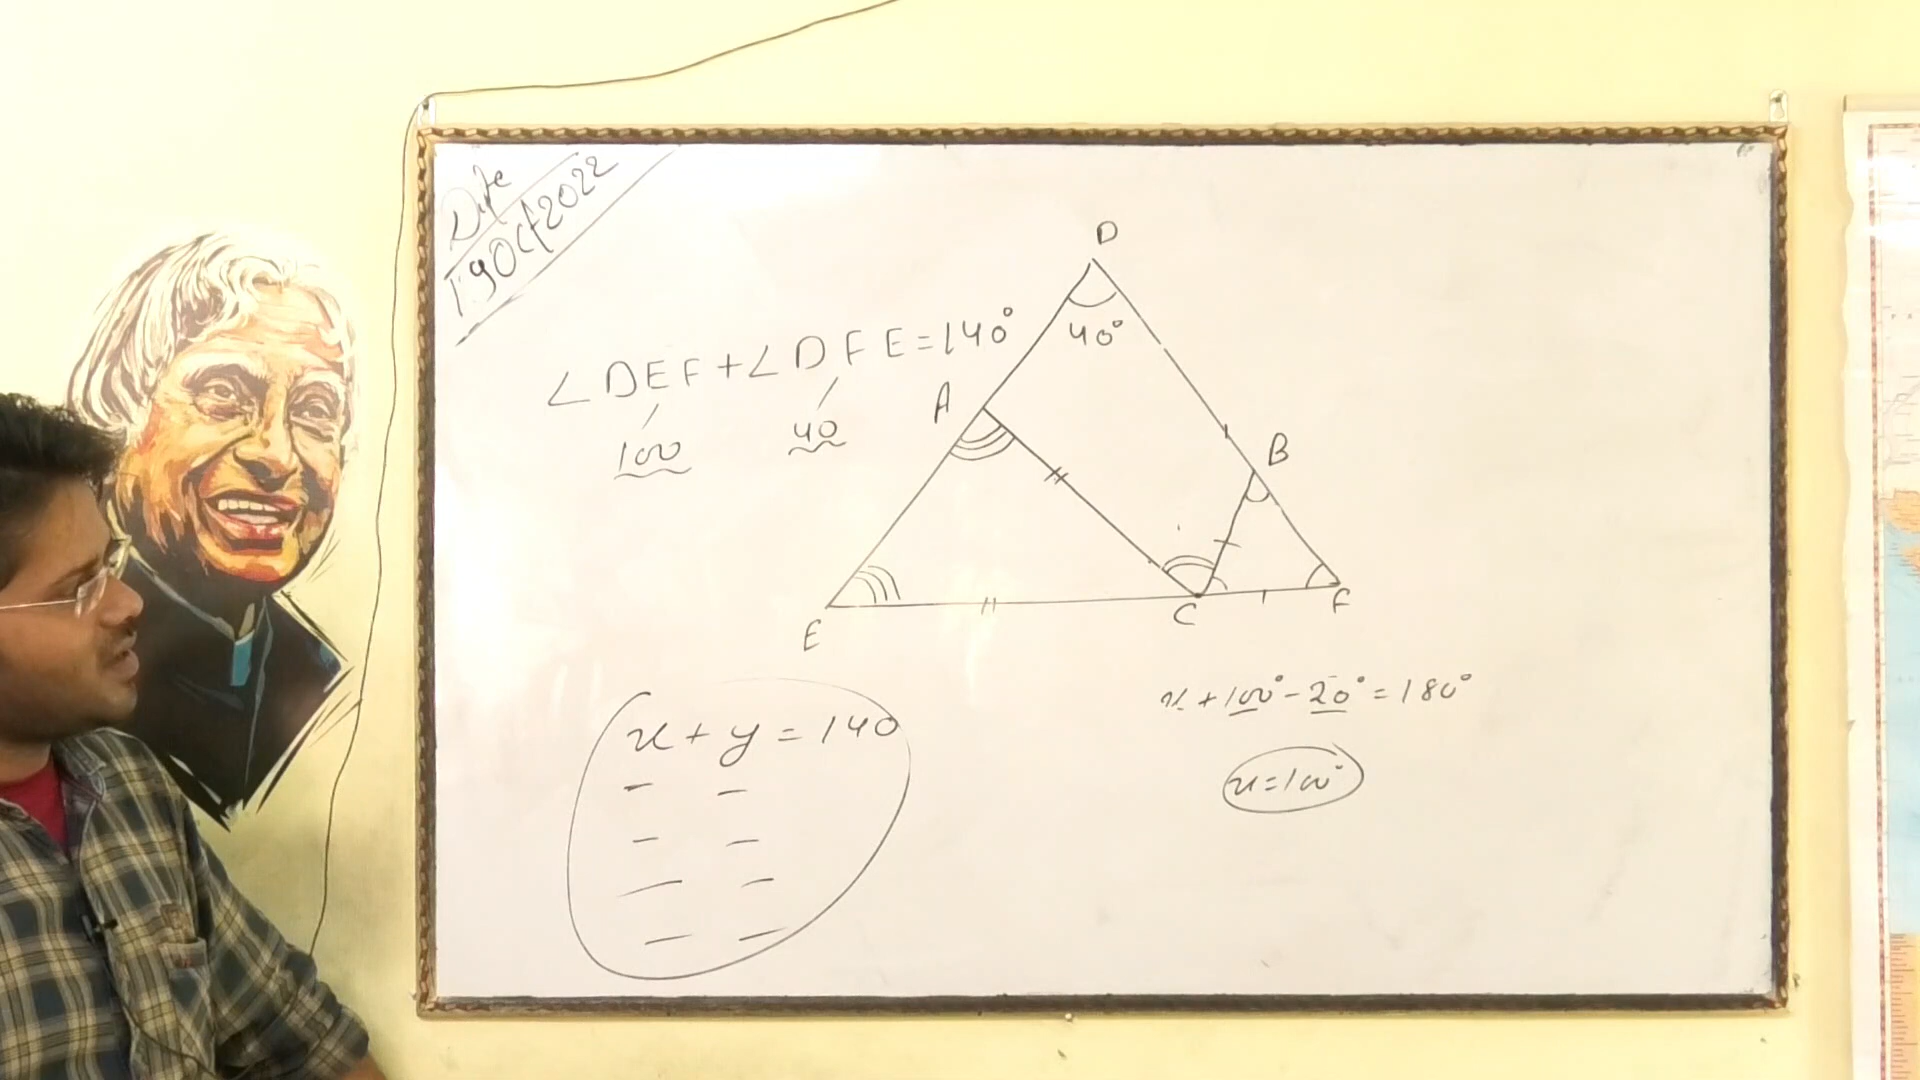 Date
19 Oct 2022
∠DEF+∠DFE=140°
100 40
D
40°
A
B
E
C
F
x+y=140
x+100°-20°=180°
x=100°